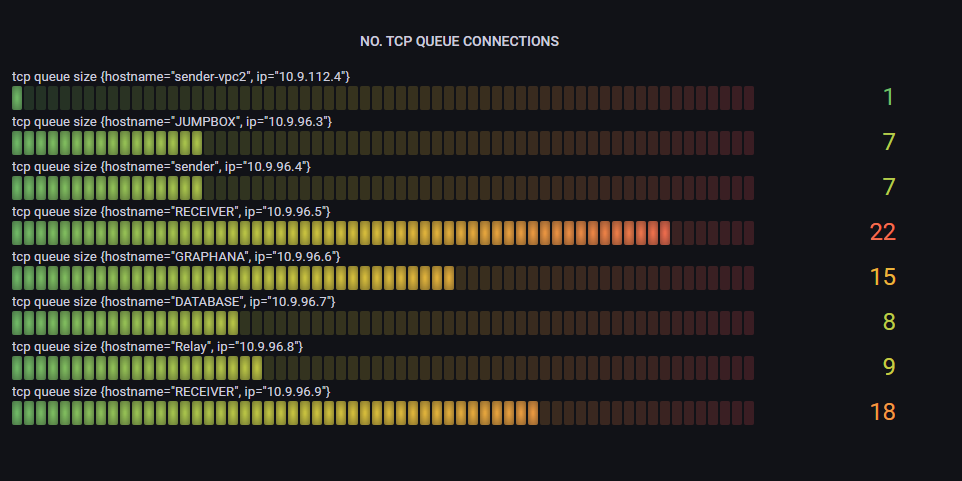 NO. TCP QUEUE CONNECTIONS
tcp queue size {hostname="sender-vpc2", ip="10.9.112.4"}
1
tcp queue size {hostname="JUMPBOX", ip="10.9.96.3"}
7
tcp queue size {hostname="sender", ip="10.9.96.4"}
7
tcp queue size {hostname="RECEIVER", ip="10.9.96.5"}
22
tcp queue size {hostname="GRAPHANA", ip="10.9.96.6"}
15
tcp queue size {hostname="DATABASE", ip="10.9.96.7"}
8
tcp queue size {hostname="Relay", ip="10.9.96.8"}
9
tcp queue size {hostname="RECEIVER", ip="10.9.96.9"}
18